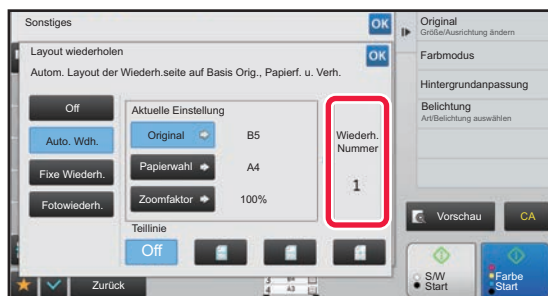 Sonstiges
OK
Layout wiederholen
OK
Autom. Layout der Wiederh.seite auf Basis Orig., Papierf. u. Verh.
Off
Auto. Wdh.
Fixe Wiederh.
Fotowiederh.
Aktuelle Einstellung
Original
B5
Papierwahl
A4
Zoomfaktor
100%
Teillinie
Off
Wiederh.
Nummer
1
Zurück
A3
Original
Größe/Ausrichtung ändern
Farbmodus
Hintergrundanpassung
Belichtung
Art/Belichtung auswählen
Vorschau
CA
S/W
Start
Farbe
Start